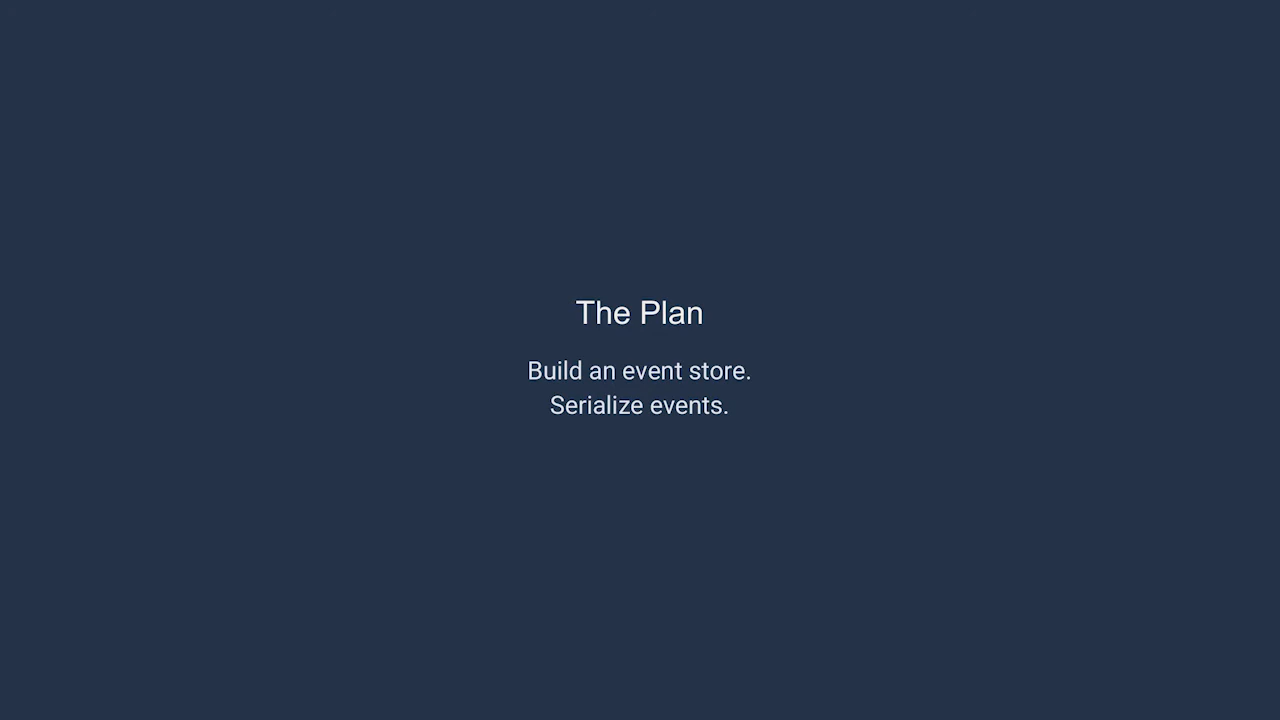 The Plan
Build an event store.
Serialize events.